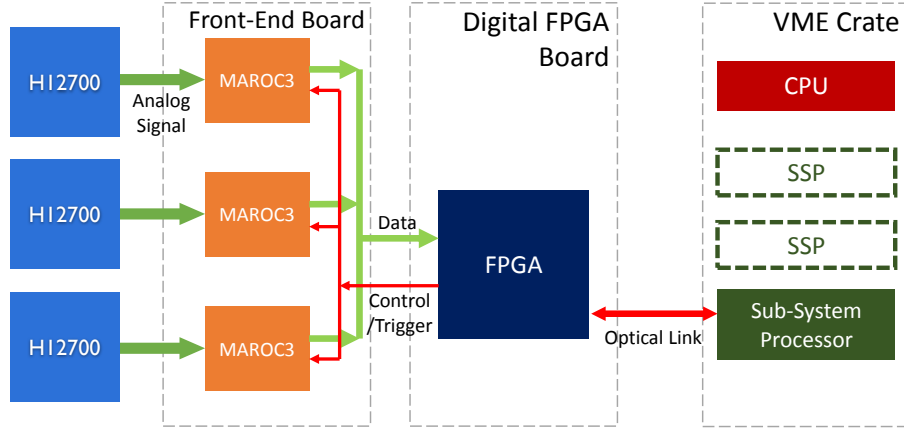 Front-End Board
Digital FPGA
Board
VME Crate
H12700
Analog
Signal
MAROC3
CPU
SSP
H12700
MAROC3
Data
FPGA
SSP
Control
/Trigger
H12700
MAROC3
Optical Link
Sub-System
Processor